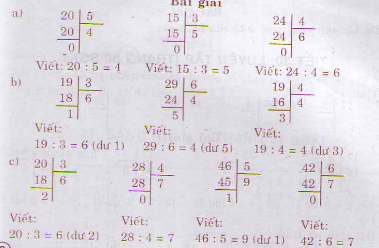 Bài giải
a) 20 5 15 3 24 4
20 4 15 5 24 6
0 0 0
Viết: 20 : 5 = 4 Viết: 15 : 3 = 5 Viết: 24 : 4 = 6
b) 19 3 29 6 19 4
18 6 24 4 16 4
1 5 3
Viết: Viết: Viết:
19 : 3 = 6 (dư 1) 29 : 6 = 4 (dư 5) 19 : 4 = 4 (dư 3)
c) 20 3 28 4 46 5 42 6
18 6 28 7 45 9 42 7
2 0 1 0
Viết: Viết: Viết: Viết:
20 : 3 = 6 (dư 2) 28 : 4 = 7 46 : 5 = 9 (dư 1) 42 : 6 = 7